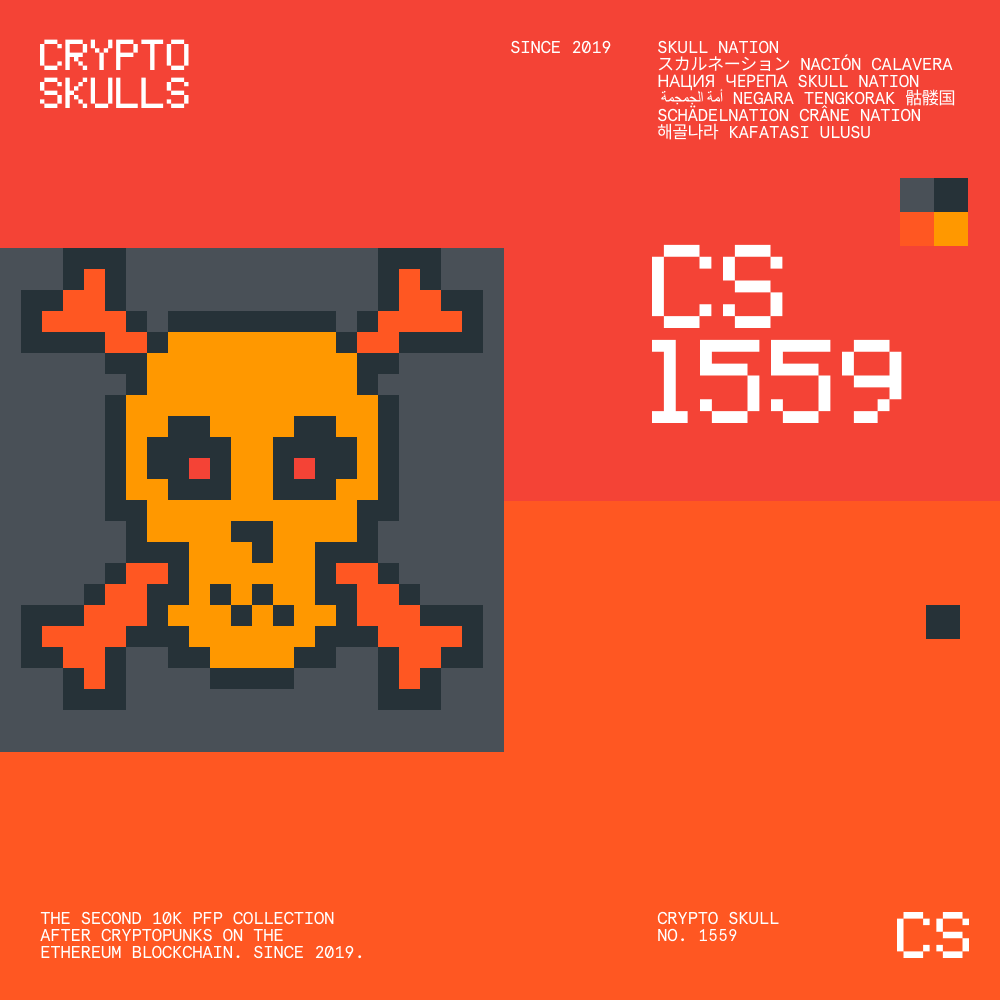 CRYPTO
SKULLS
SINCE 2019
SKULL NATION
スカルネーション NACIÓN CALAVERA
НАЦИЯ ЧЕРЕПА SKULL NATION
أمة الجمجمة NEGARA TENGKORAK 骷髅国
SCHÄDELNATION CRÂNE NATION
해골나라 KAFATASI ULUSU
CS
1559
THE SECOND 10K PFP COLLECTION
AFTER CRYPTOPUNKS ON THE
ETHEREUM BLOCKCHAIN. SINCE 2019.
CRYPTO SKULL
NO. 1559
CS